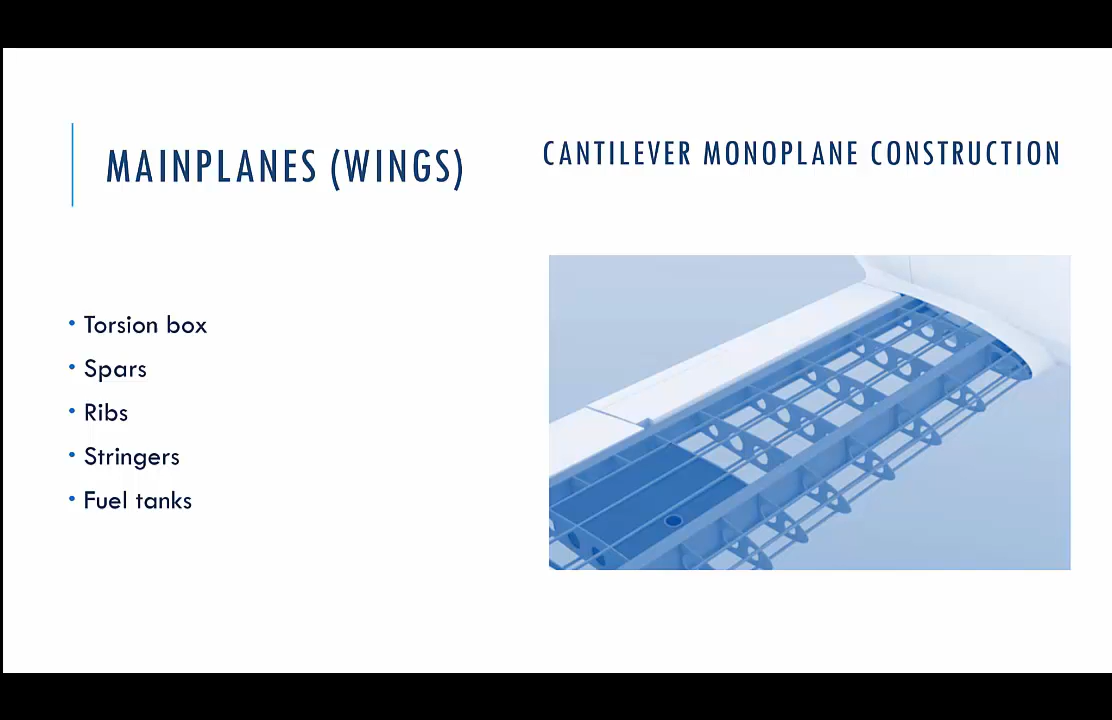 MAINPLANES (WINGS)
CANTILEVER MONOPLANE CONSTRUCTION
• Torsion box
• Spars
• Ribs
• Stringers
• Fuel tanks